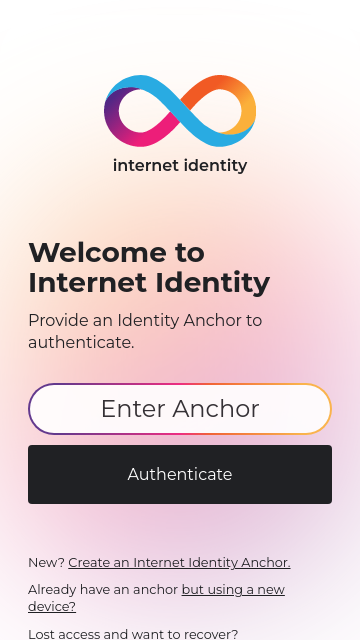 internet identity
Welcome to
Internet Identity
Provide an Identity Anchor to
authenticate.
Enter Anchor
Authenticate
New? Create an Internet Identity Anchor.
Already have an anchor but using a new
device?
Lost access and want to recover?